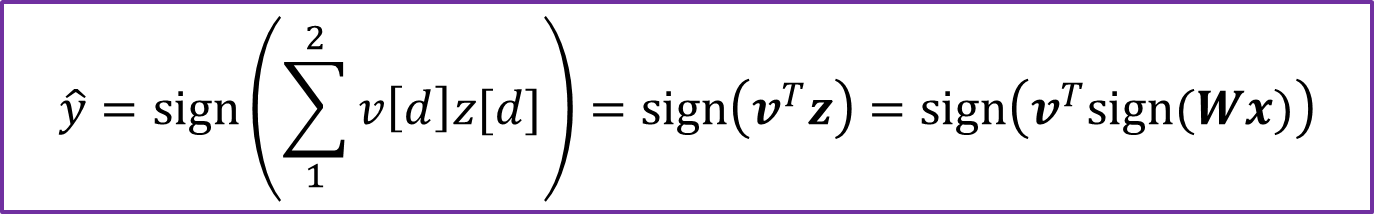 ŷ = sign(∑₁² v[d]z[d]) = sign(𝒗ᵀ𝒛) = sign(𝒗ᵀsign(𝑾𝒙))